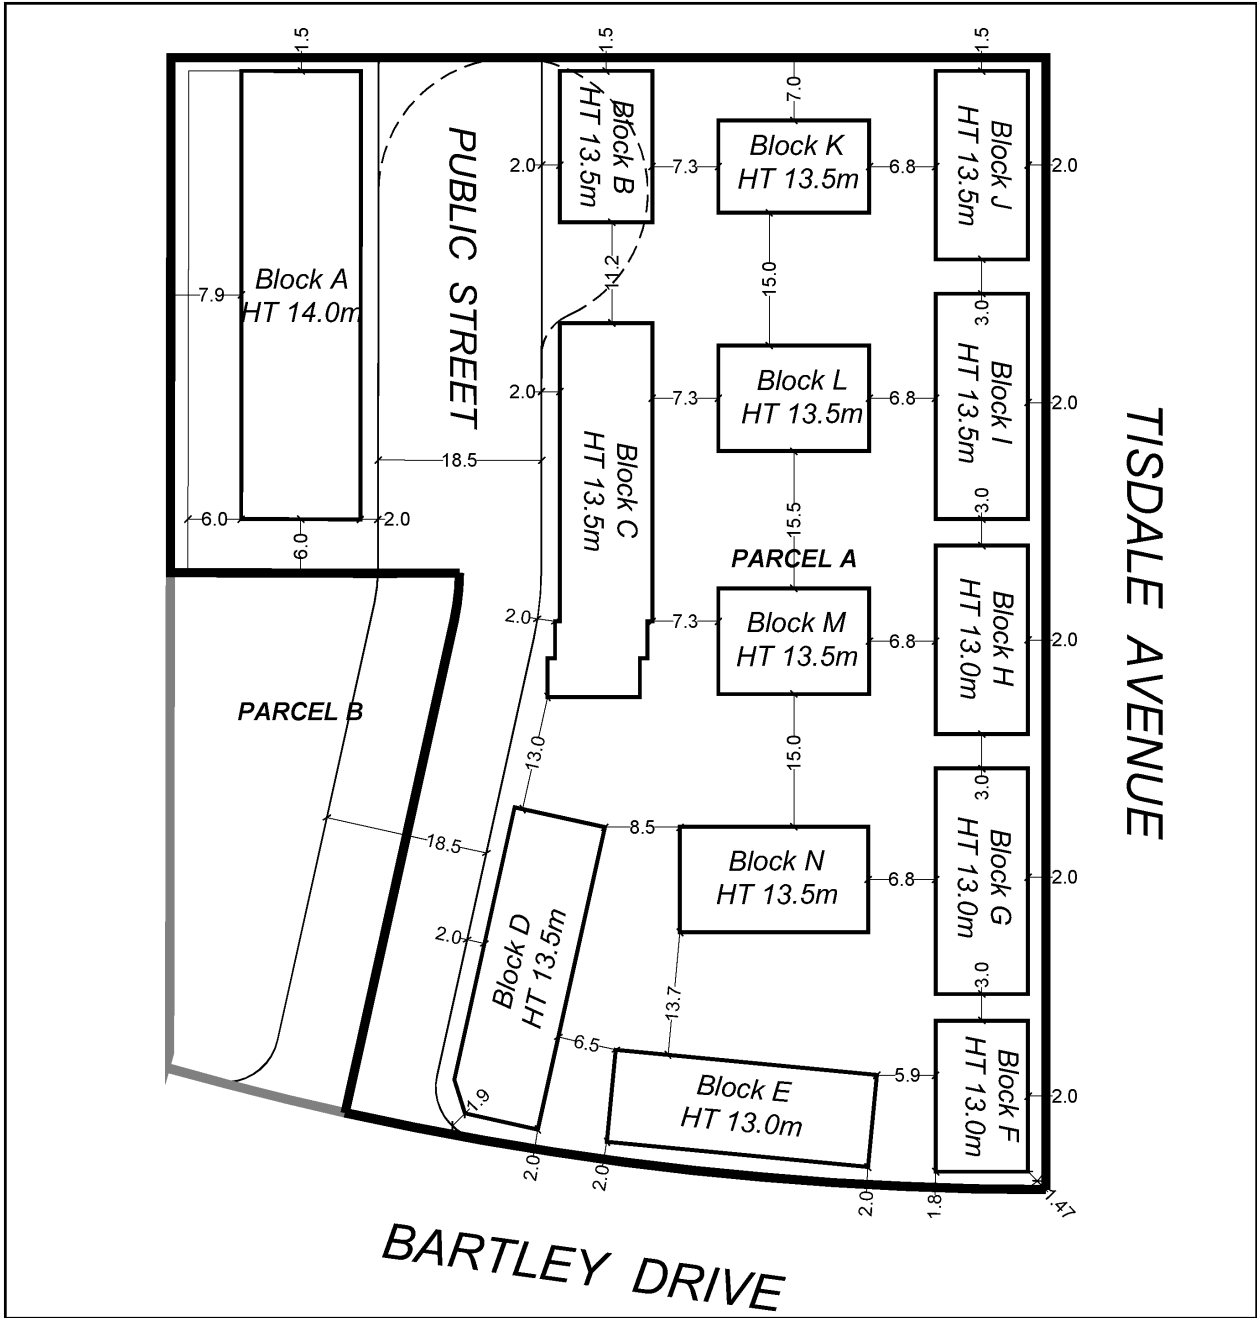 1.5
1.5
1.5
7.0
Block B
HT 13.5m
Block K
HT 13.5m
Block J
HT 13.5m
2.0
7.3
6.8
2.0
PUBLIC STREET
Block A
HT 14.0m
7.9
11.2
15.0
3.0
2.0
Block L
HT 13.5m
7.3
6.8
Block I
HT 13.5m
2.0
18.5
Block C
HT 13.5m
6.0
2.0
6.0
15.5
3.0
PARCEL A
TISDALE AVENUE
2.0
7.3
Block M
HT 13.5m
6.8
Block H
HT 13.0m
2.0
PARCEL B
13.0
15.0
3.0
18.5
8.5
Block N
HT 13.5m
6.8
Block G
HT 13.0m
2.0
2.0
Block D
HT 13.5m
13.7
3.0
6.5
5.9
Block E
HT 13.0m
Block F
HT 13.0m
2.0
1.9
2.0
2.0
2.0
1.8
1.47
BARTLEY DRIVE